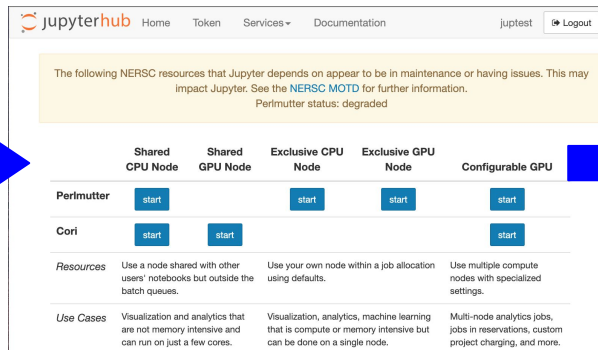 jupyterhub Home Token Services Documentation juptest Logout
The following NERSC resources that Jupyter depends on appear to be in maintenance or having issues. This may
impact Jupyter. See the NERSC MOTD for further information.
Perlmutter status: degraded
Shared Shared Exclusive CPU Exclusive GPU
CPU Node GPU Node Node Node Configurable GPU
Perlmutter start start start start
Cori start start start
Resources Use a node shared with other Use your own node within a job allocation Use multiple compute
users' notebooks but outside the using defaults. nodes with specialized
batch queues. settings.
Use Cases Visualization and analytics that Visualization, analytics, machine learning Multi-node analytics jobs,
are not memory intensive and that is compute or memory intensive but jobs in reservations, custom
can run on just a few cores. can be done on a single node. project charging, and more.